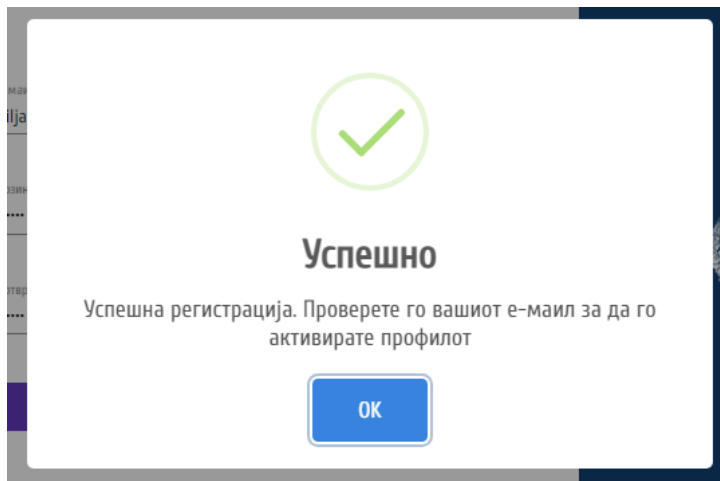 Успешно
Успешна регистрација. Проверете го вашиот е-маил за да го
активирате профилот
OK